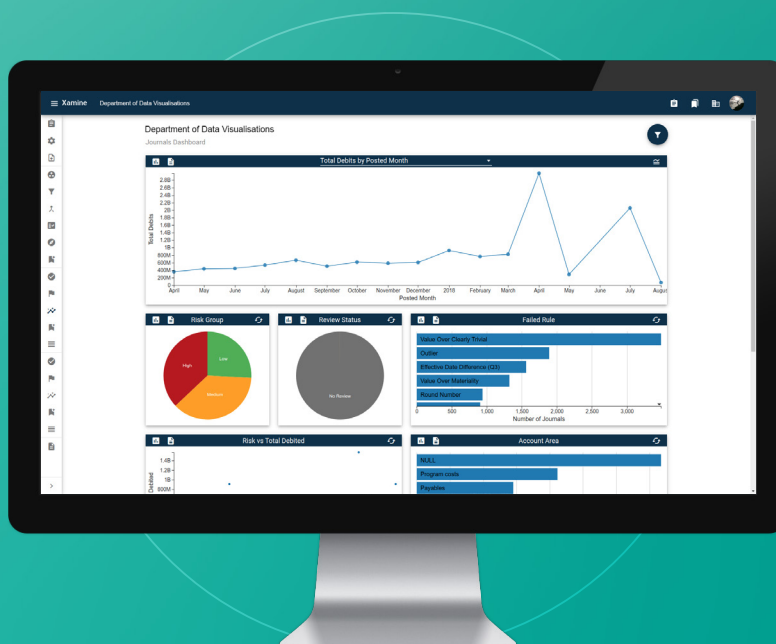 Xamine Department of Data Visualisations
Department of Data Visualisations
Journals Dashboard
Total Debits by Posted Month
2.8B
2.6B
2.4B
2.2B
2B
1.8B
1.6B
1.4B
1.2B
1B
800M
600M
400M
200M
0
Total Debits
April May June July August September October November December 2018 February March April May June July Augus
Posted Month
Risk Group
High
Low
Medium
Review Status
No Review
Failed Rule
Value Over Clearly Trivial
Outlier
Effective Date Difference (Q3)
Value Over Materiality
Round Number
0 500 1,000 1,500 2,000 2,500 3,000
Number of Journals
Risk vs Total Debited
1.4B
1.2B
1B
800M
Debited
Account Area
NULL
Program costs
Payables